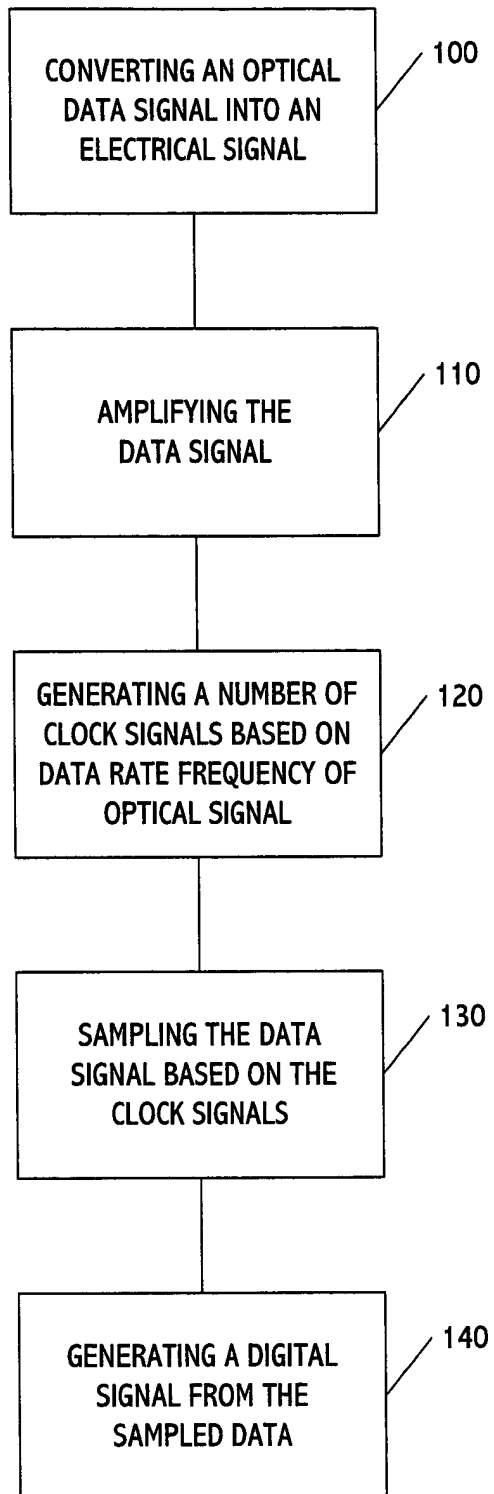 CONVERTING AN OPTICAL
DATA SIGNAL INTO AN
ELECTRICAL SIGNAL
100
AMPLIFYING THE
DATA SIGNAL
110
GENERATING A NUMBER OF
CLOCK SIGNALS BASED ON
DATA RATE FREQUENCY OF
OPTICAL SIGNAL
120
SAMPLING THE DATA
SIGNAL BASED ON THE
CLOCK SIGNALS
130
GENERATING A DIGITAL
SIGNAL FROM THE
SAMPLED DATA
140